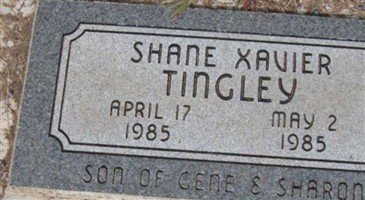 SHANE XAVIER
TINGLEY
APRIL 17 MAY 2
1985 1985
SON OF GENE & SHARON